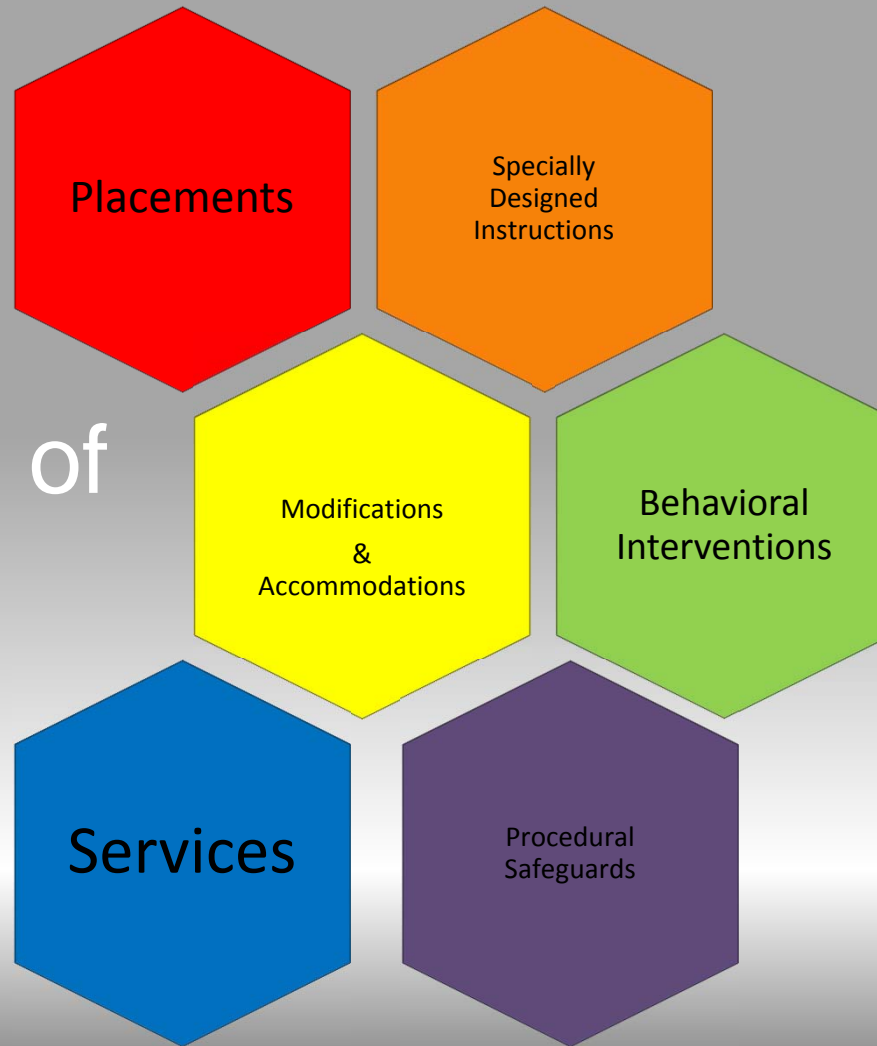 Placements
Specially
Designed
Instructions
of
Modifications
&
Accommodations
Behavioral
Interventions
Services
Procedural
Safeguards